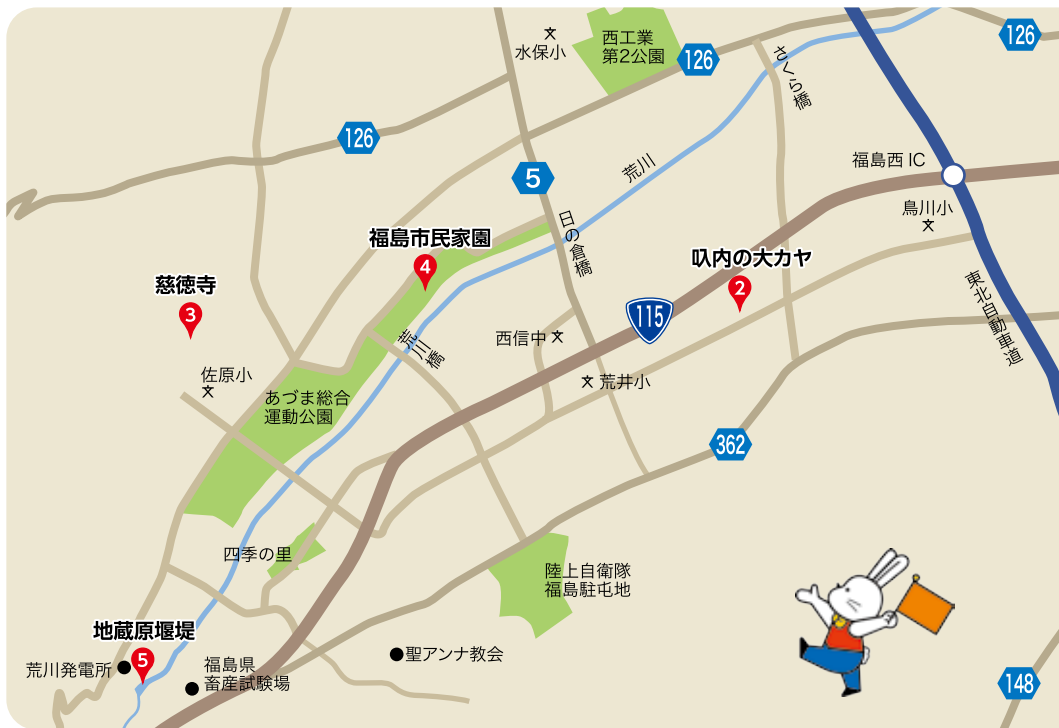 水保小
西工業
第2公園
126
さくら橋
126
126
福島西 IC
荒川
5
鳥川小
日の倉橋
福島市民家園
4
叺内の大カヤ
2
慈徳寺
3
115
東北自動車道
荒川橋
西信中
佐原小
荒井小
あづま総合
運動公園
362
四季の里
陸上自衛隊
福島駐屯地
地蔵原堰堤
5
荒川発電所
福島県
畜産試験場
聖アンナ教会
148